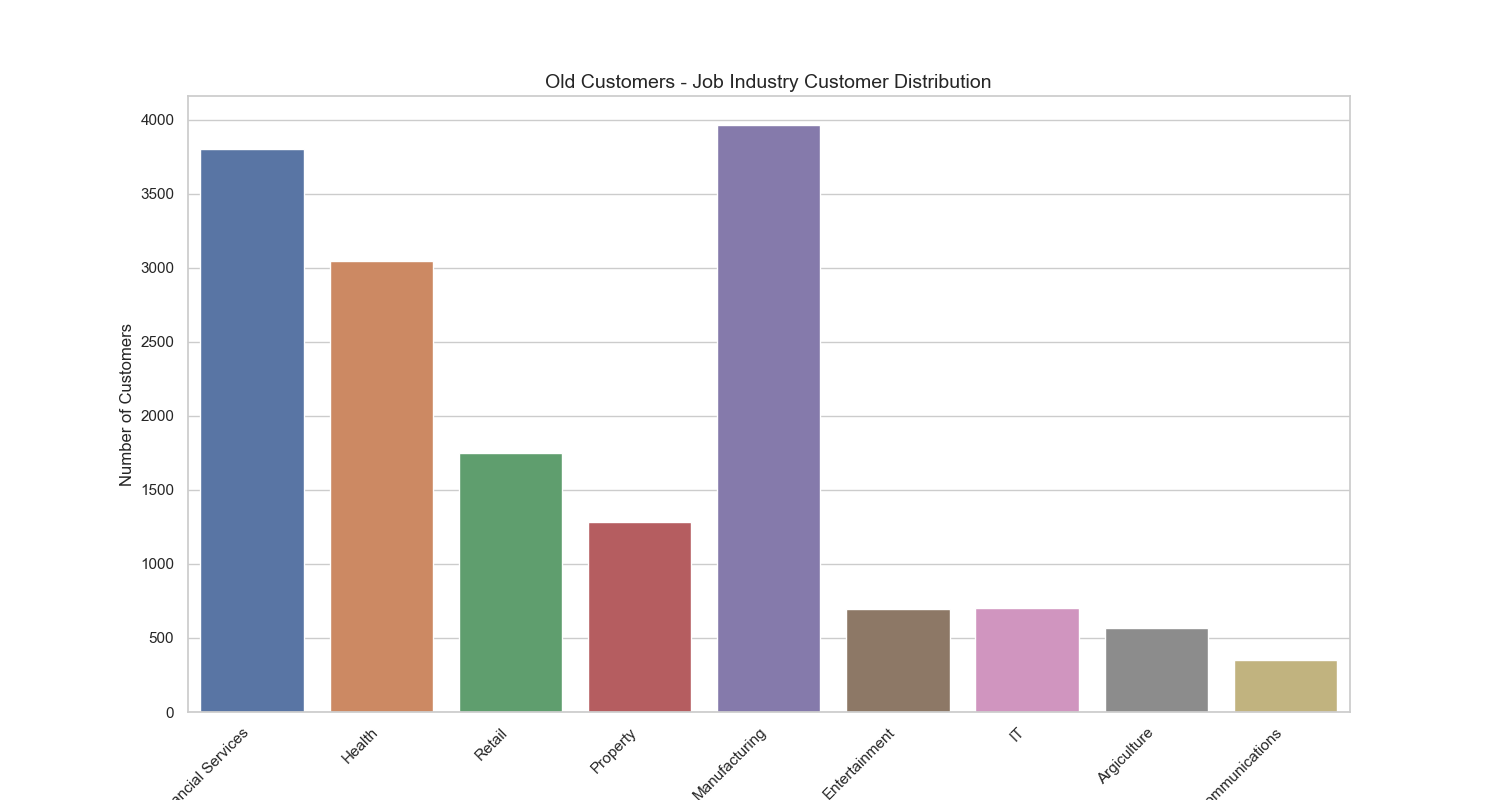 Old Customers - Job Industry Customer Distribution
Number of Customers
4000
3500
3000
2500
2000
1500
1000
500
0
Services
Health
Retail
Property
Manufacturing
Entertainment
IT
Argiculture